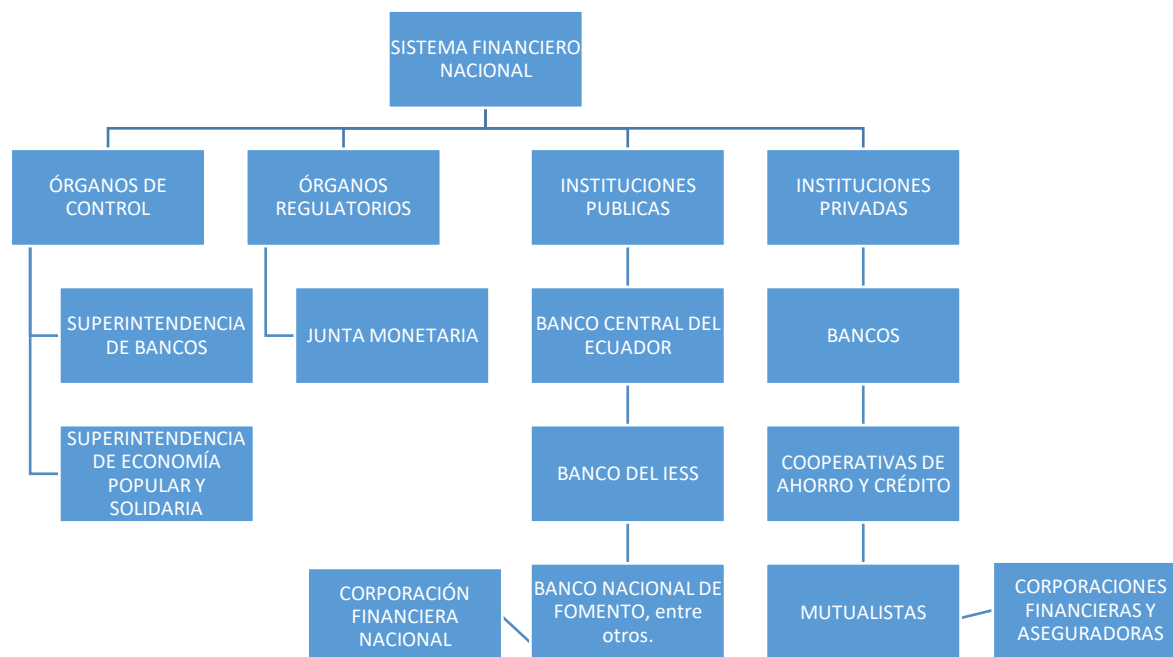 SISTEMA FINANCIERO
NACIONAL
ÓRGANOS DE
CONTROL
ÓRGANOS
REGULATORIOS
INSTITUCIONES
PUBLICAS
INSTITUCIONES
PRIVADAS
SUPERINTENDENCIA
DE BANCOS
JUNTA MONETARIA
BANCO CENTRAL DEL
ECUADOR
BANCOS
SUPERINTENDENCIA
DE ECONOMÍA
POPULAR Y
SOLIDARIA
BANCO DEL IESS
COOPERATIVAS DE
AHORRO Y CRÉDITO
CORPORACIÓN
FINANCIERA
NACIONAL
BANCO NACIONAL DE
FOMENTO, entre
otros.
MUTUALISTAS
CORPORACIONES
FINANCIERAS Y
ASEGURADORAS